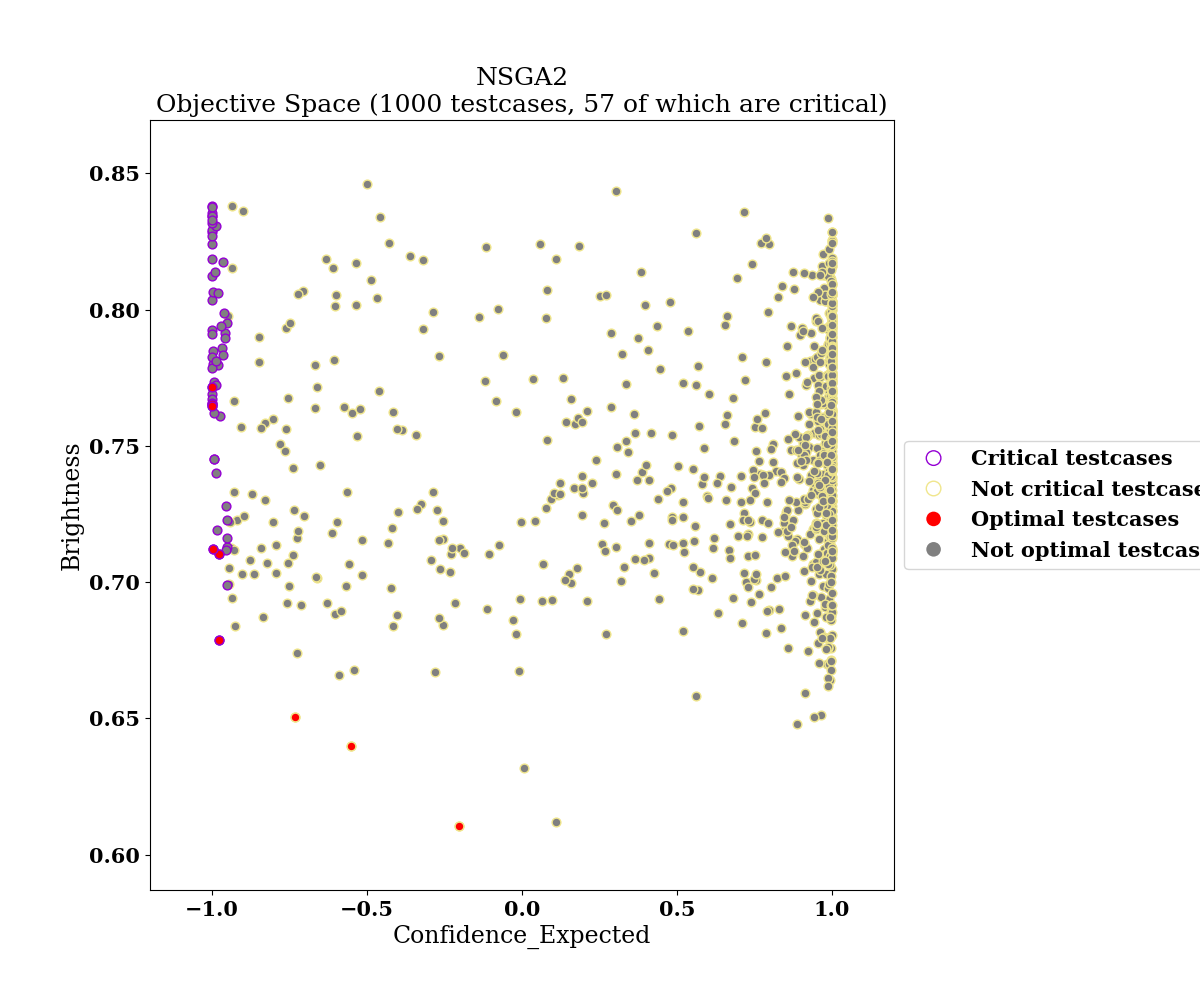 NSGA2
Objective Space (1000 testcases, 57 of which are critical)
0.85
0.80
0.75
0.70
0.65
0.60
Brightness
−1.0
−0.5
0.0
0.5
1.0
Confidence_Expected
Critical testcases
Not critical testcase
Optimal testcases
Not optimal testcas